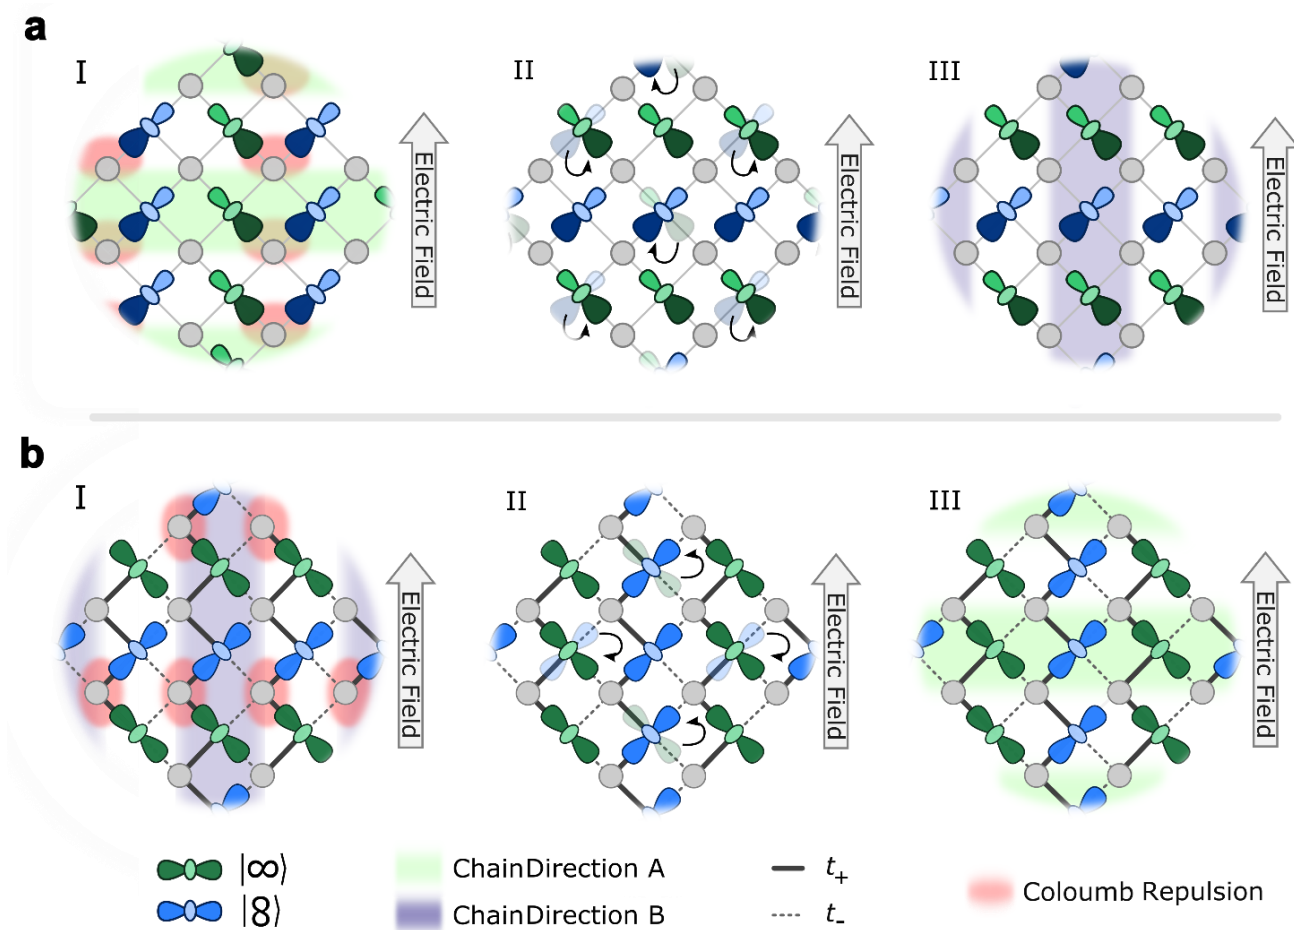 a
I
II
III
Electric Field
Electric Field
Electric Field
b
I
II
III
Electric Field
Electric Field
Electric Field
|∞⟩
|8⟩
ChainDirection A
ChainDirection B
t₊
t₋
Coloumb Repulsion